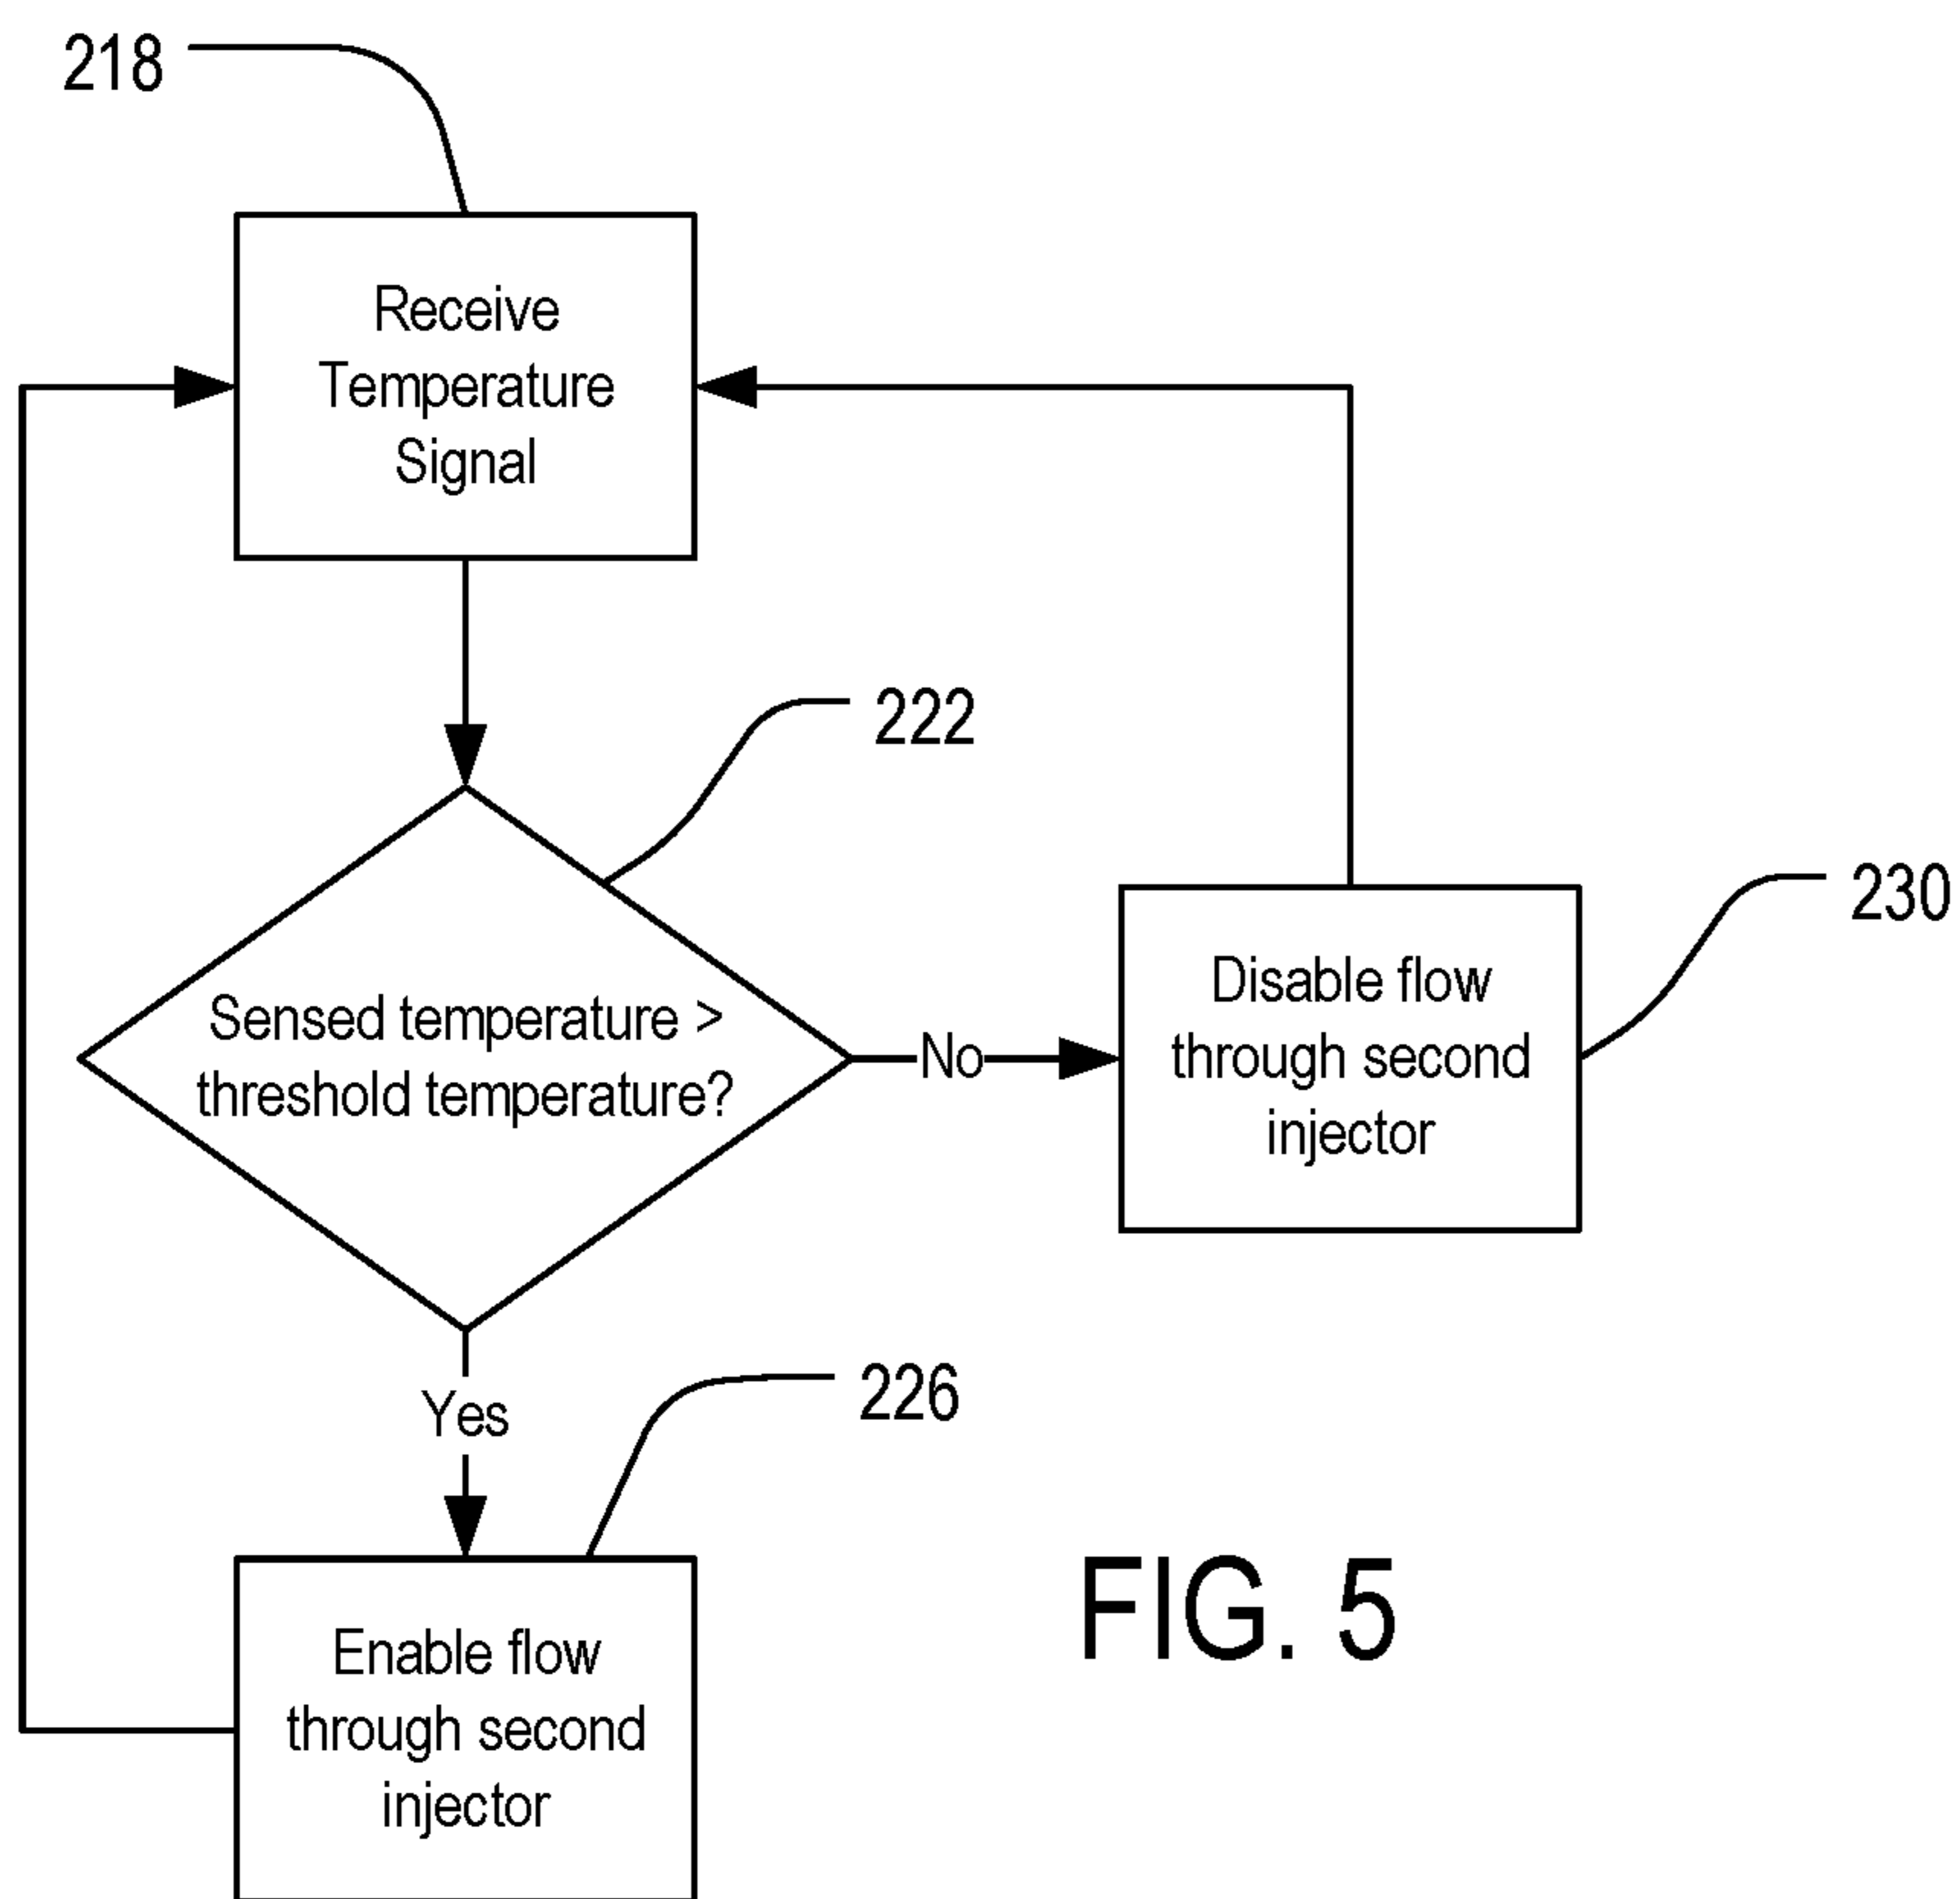 218
Receive
Temperature
Signal
222
Sensed temperature >
threshold temperature?
No
230
Disable flow
through second
injector
Yes
226
Enable flow
through second
injector
FIG. 5